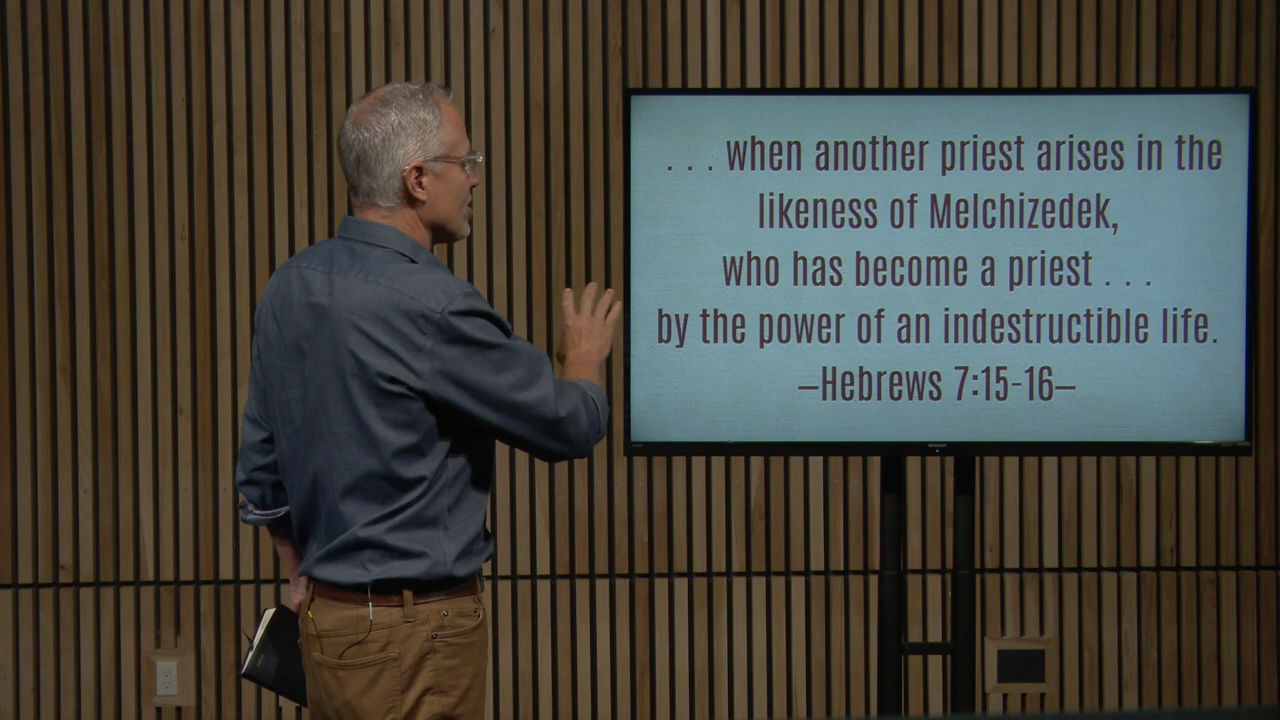 . . . when another priest arises in the
likeness of Melchizedek,
who has become a priest . . .
by the power of an indestructible life.
–Hebrews 7:15-16–